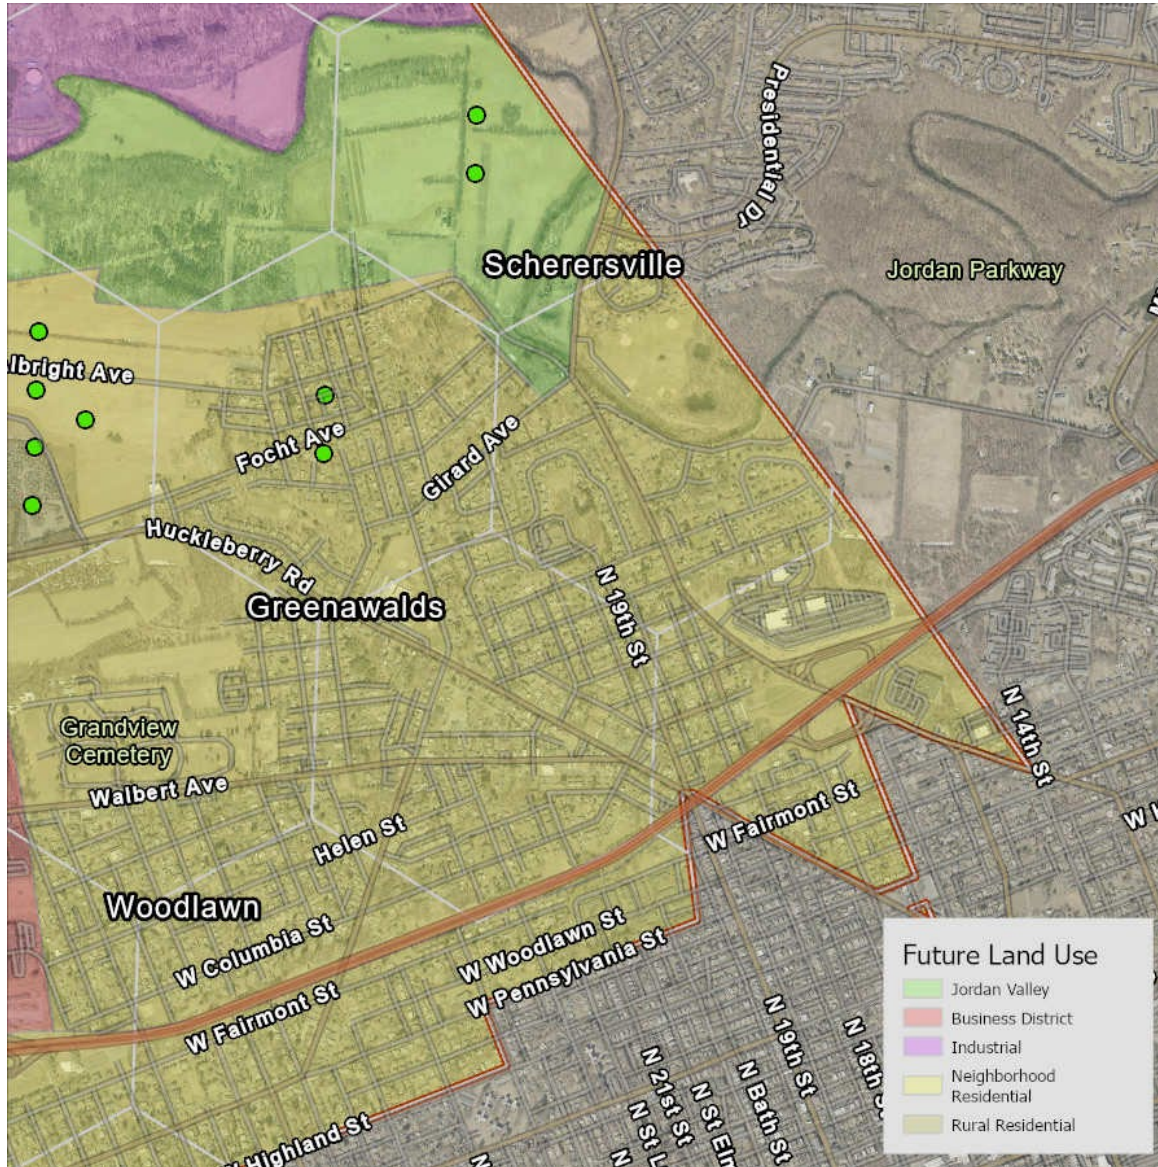 Presidential Dr
Scherersville
Jordan Parkway
lbright Ave
Focht Ave
Girard Ave
Huckleberry Rd
Greenawalds
N 19th St
Grandview
Cemetery
Walbert Ave
N 14th St
Helen St
W Fairmont St
Woodlawn
W Columbia St
W Woodlawn St
W Pennsylvania St
W Fairmont St
Highland St
N 19th St
N 18th S
N 21st St
N Bath St
N St Elm
N St L
Future Land Use
Jordan Valley
Business District
Industrial
Neighborhood
Residential
Rural Residential